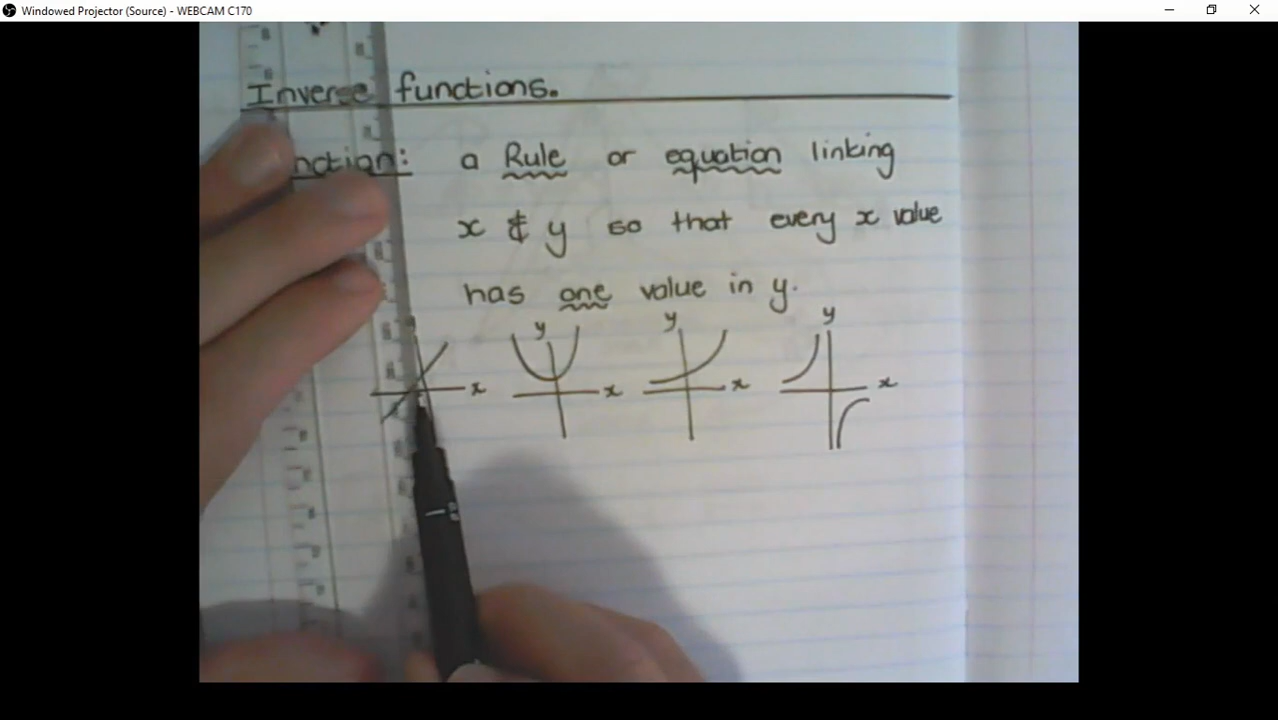 Windowed Projector (Source) - WEBCAM C170
Inverse functions.
nction: a Rule or equation linking
x & y so that every x value
has one value in y.
y y y
x x x x